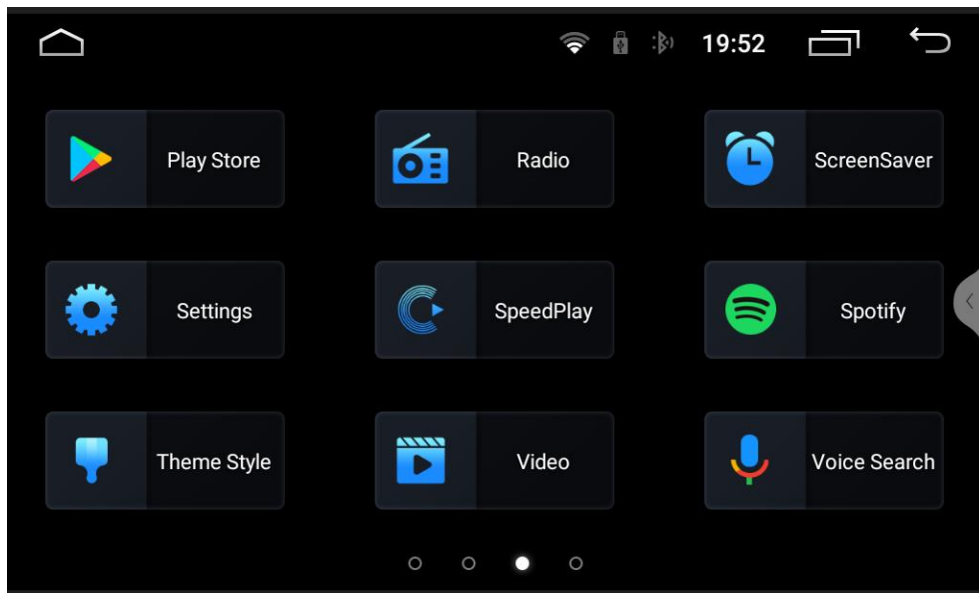 19:52
Play Store
Radio
ScreenSaver
Settings
SpeedPlay
Spotify
Theme Style
Video
Voice Search